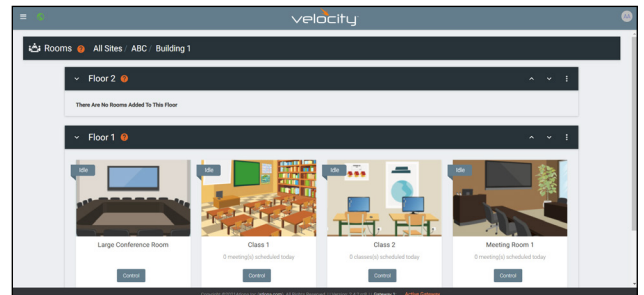 velocity
Rooms All Sites / ABC / Building 1
Floor 2
There Are No Rooms Added To This Floor
Floor 1
Idle Idle Idle Idle
Large Conference Room Class 1 Class 2 Meeting Room 1
0 meeting(s) scheduled today 0 classes(s) scheduled today 0 meeting(s) scheduled today
Control Control Control Control